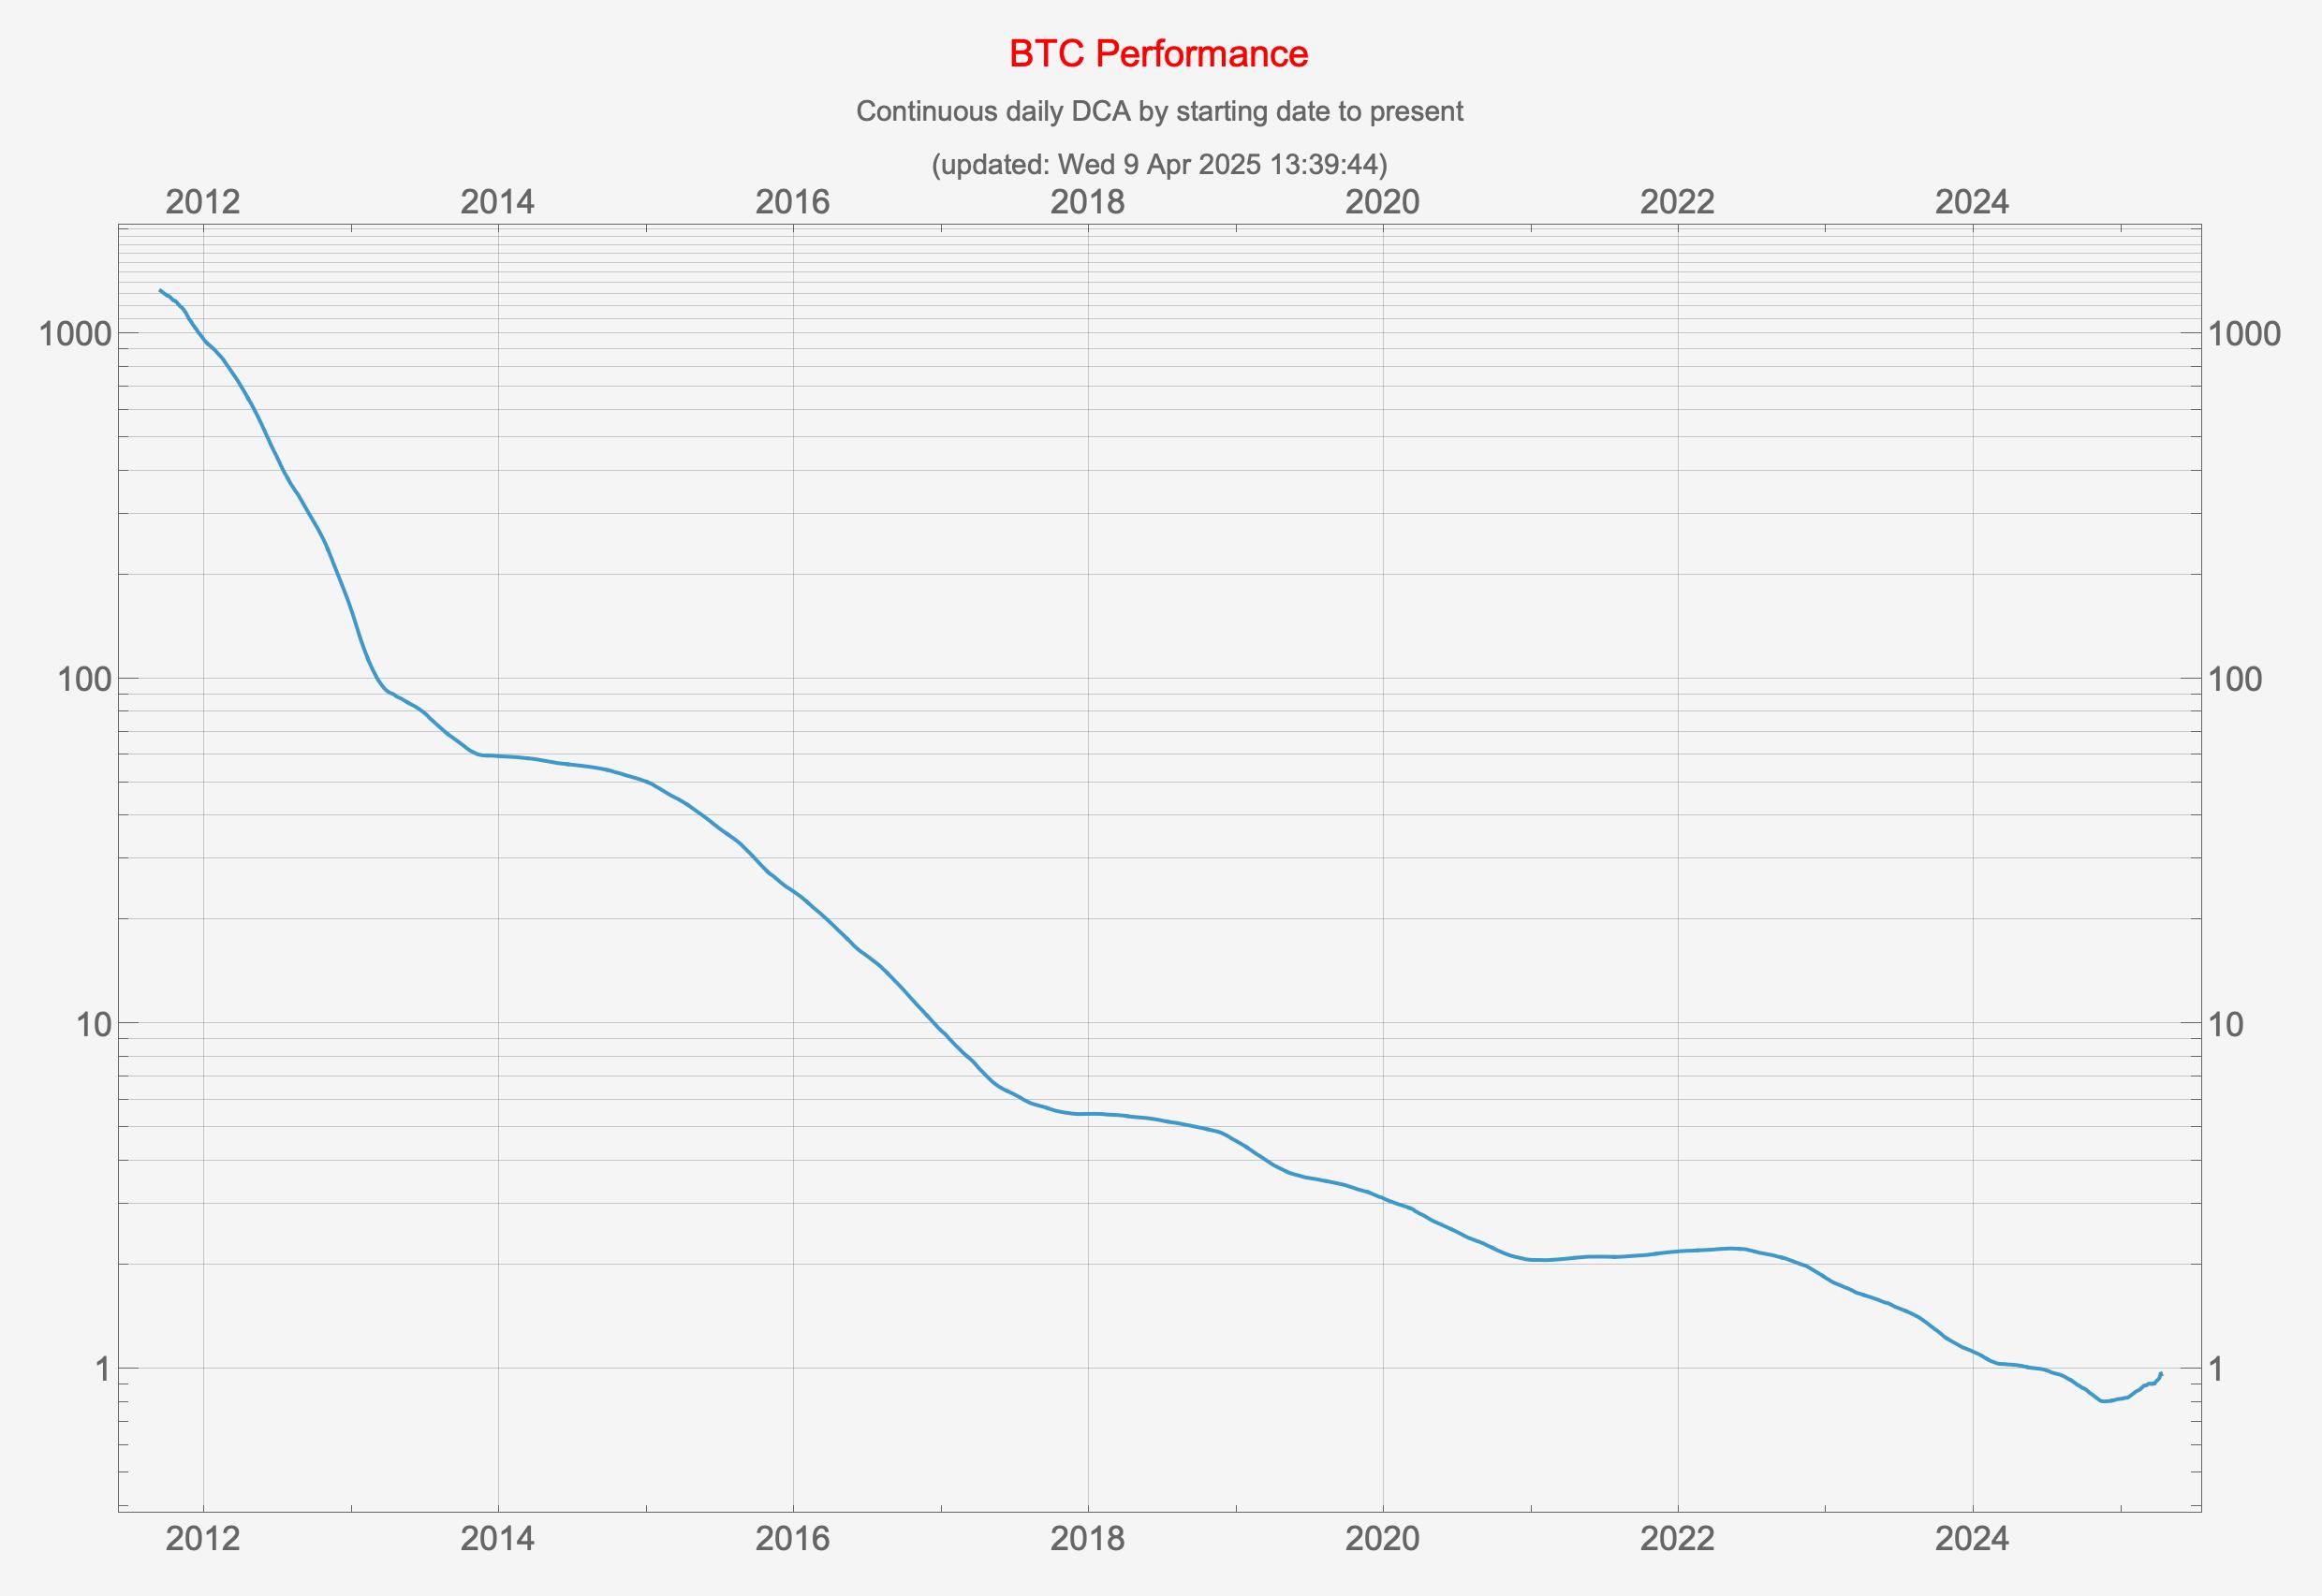 BTC Performance
Continuous daily DCA by starting date to present
(updated: Wed 9 Apr 2025 13:39:44)
2012 2014 2016 2018 2020 2022 2024
1000 1000
100 100
10 10
1 1
2012 2014 2016 2018 2020 2022 2024